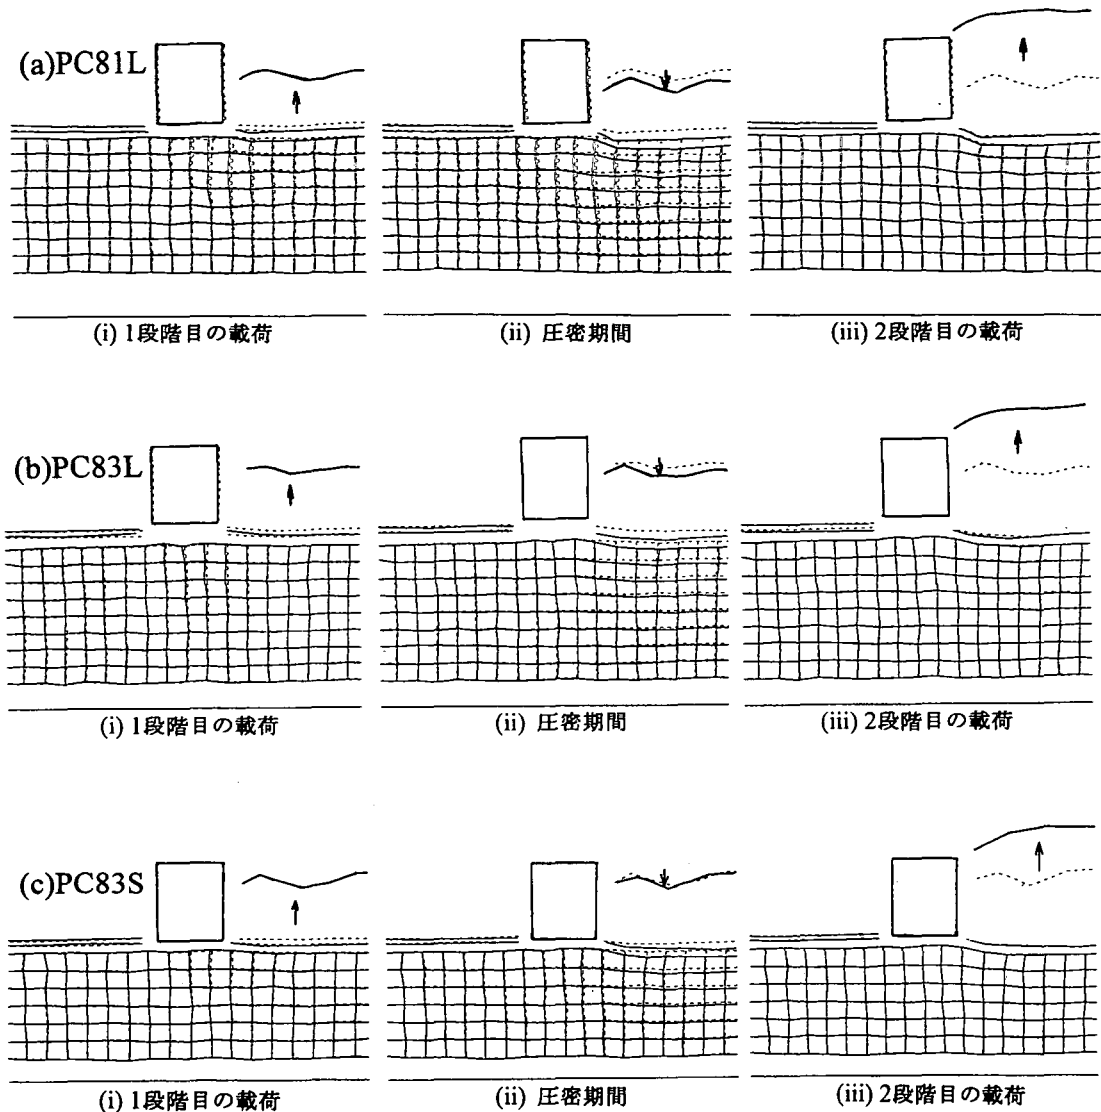 (a)PC81L
(i) 1段階目の載荷
(ii) 圧密期間
(iii) 2段階目の載荷
(b)PC83L
(i) 1段階目の載荷
(ii) 圧密期間
(iii) 2段階目の載荷
(c)PC83S
(i) 1段階目の載荷
(ii) 圧密期間
(iii) 2段階目の載荷